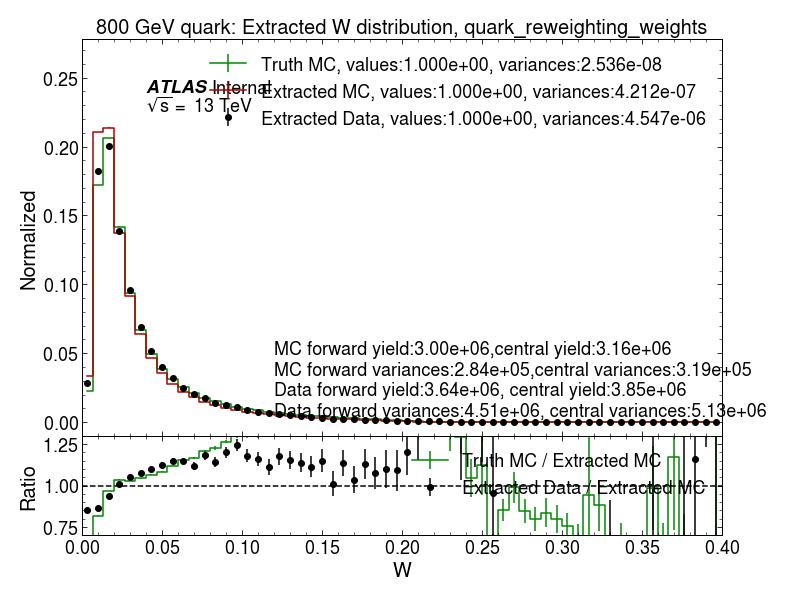 800 GeV quark: Extracted W distribution, quark_reweighting_weights
Truth MC, values:1.000e+00, variances:2.536e-08
ATLAS Internal
Extracted MC, values:1.000e+00, variances:4.212e-07
√s = 13 TeV
Extracted Data, values:1.000e+00, variances:4.547e-06
0.25
0.20
0.15
0.10
0.05
0.00
Normalized
MC forward yield:3.00e+06,central yield:3.16e+06
MC forward variances:2.84e+05,central variances:3.19e+05
Data forward yield:3.64e+06, central yield:3.85e+06
Data forward variances:4.51e+06, central variances:5.13e+06
1.25
1.00
0.75
Ratio
Truth MC / Extracted MC
Extracted Data / Extracted MC
0.00 0.05 0.10 0.15 0.20 0.25 0.30 0.35 0.40
W